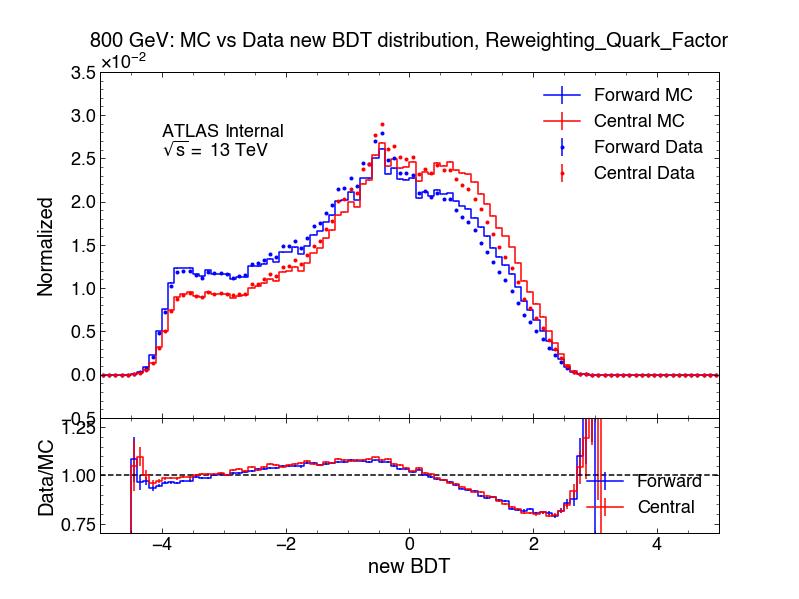 800 GeV: MC vs Data new BDT distribution, Reweighting_Quark_Factor
×10⁻²
3.5
3.0
2.5
2.0
1.5
1.0
0.5
0.0
−0.5
Normalized
ATLAS Internal
√s = 13 TeV
Forward MC
Central MC
Forward Data
Central Data
1.25
1.00
0.75
Data/MC
Forward
Central
−4 −2 0 2 4
new BDT